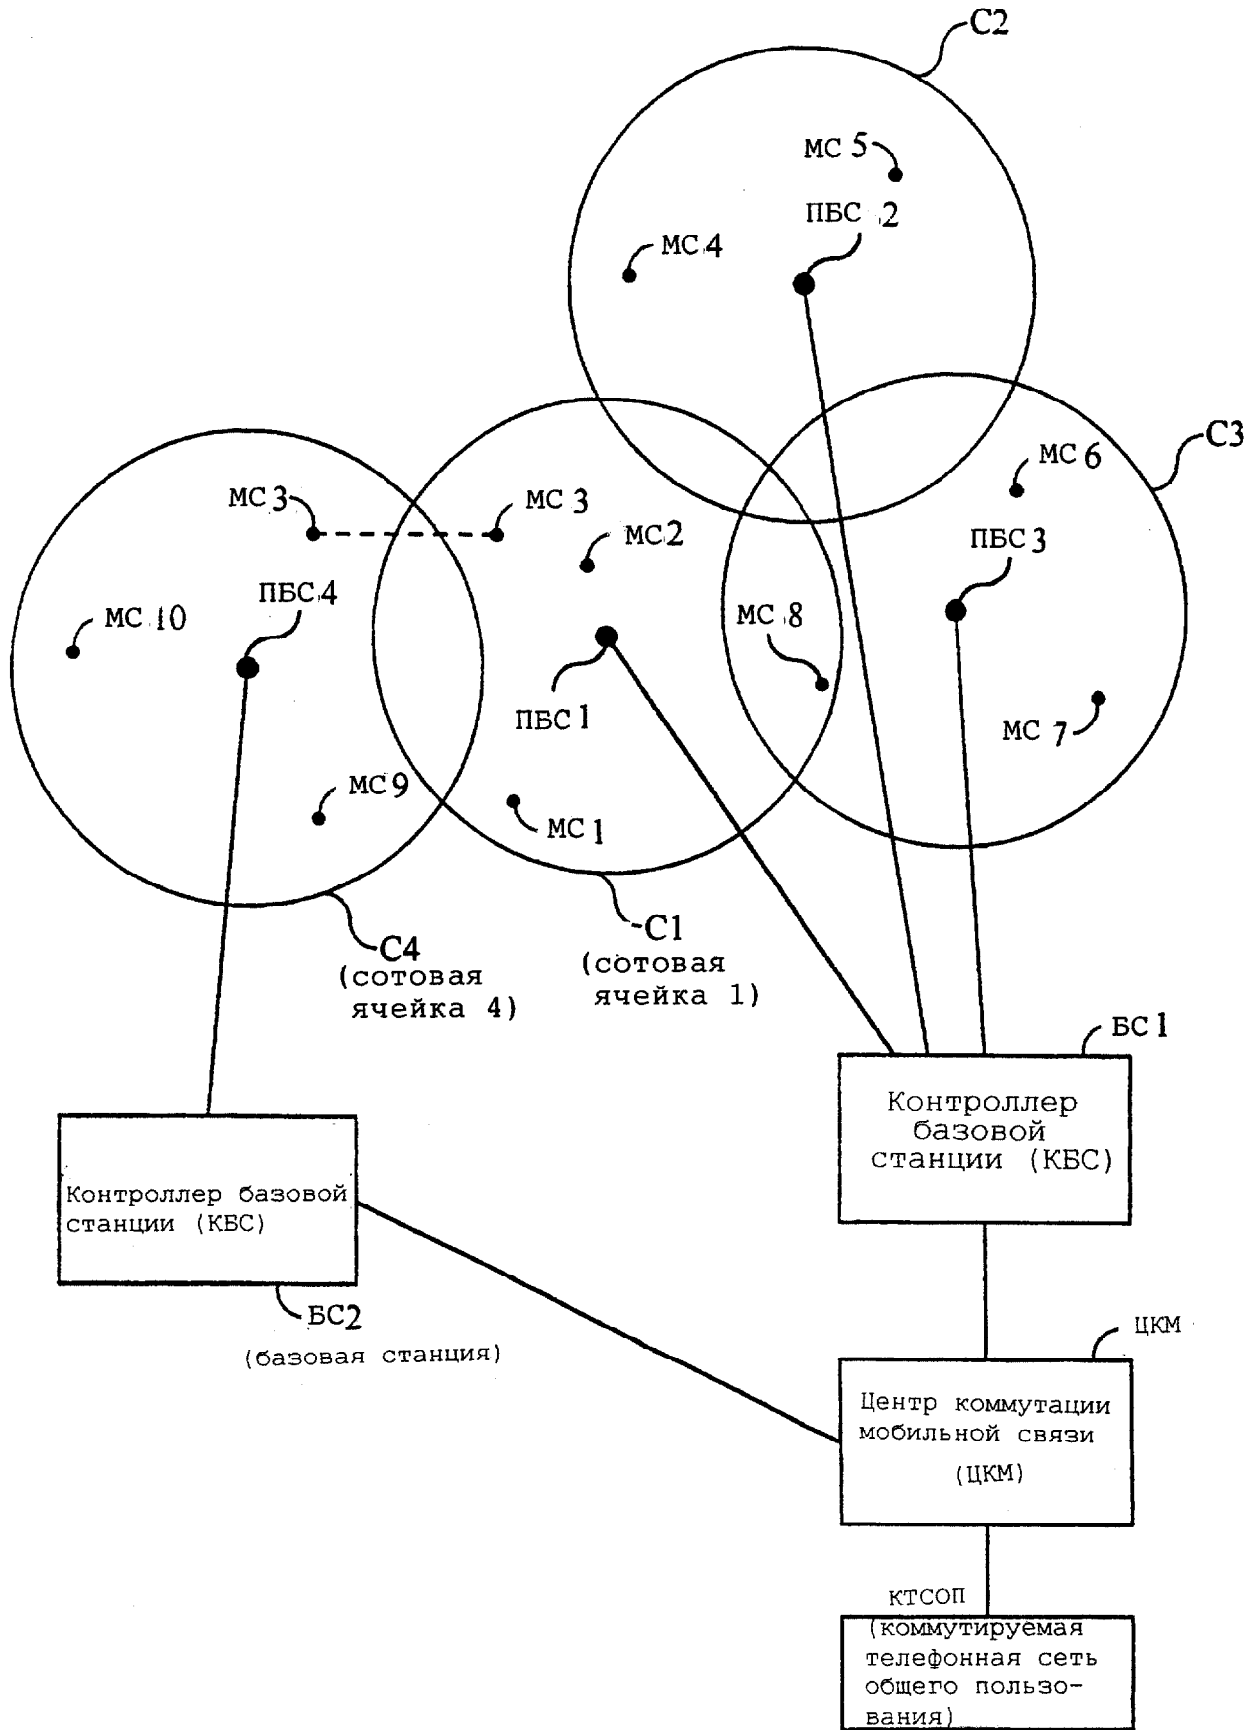 C2
МС 5
ПБС 2
МС 4
C3
МС 6
МС 3
МС 3
МС 2
ПБС 3
ПБС 4
МС 10
МС 8
ПБС 1
МС 7
МС 9
МС 1
C4
(сотовая
ячейка 4)
C1
(сотовая
ячейка 1)
БС 1
Контроллер
базовой
станции (КБС)
Контроллер базовой
станции (КБС)
БС2
(базовая станция)
ЦКМ
Центр коммутации
мобильной связи
(ЦКМ)
КТСОП
(коммутируемая
телефонная сеть
общего пользо-
вания)